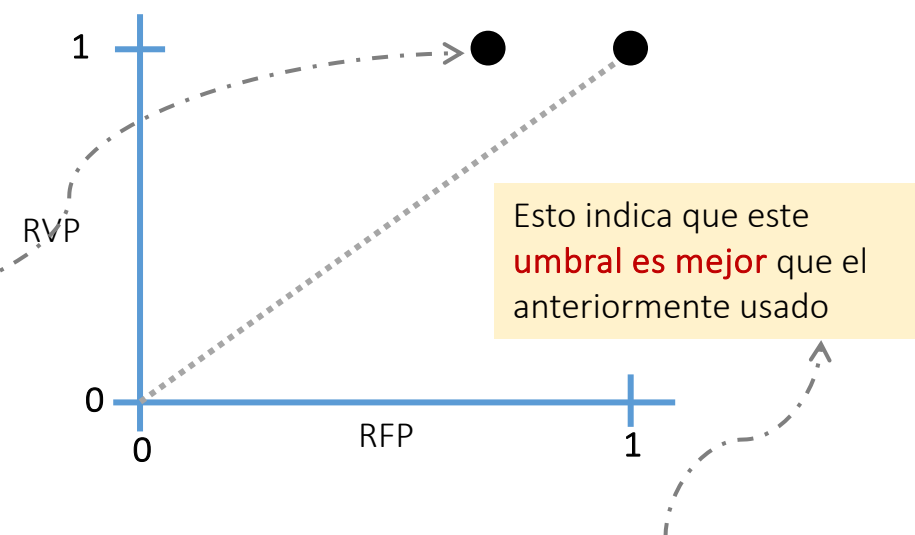 1
RVP
Esto indica que este
umbral es mejor que el
anteriormente usado
0
0
RFP
1